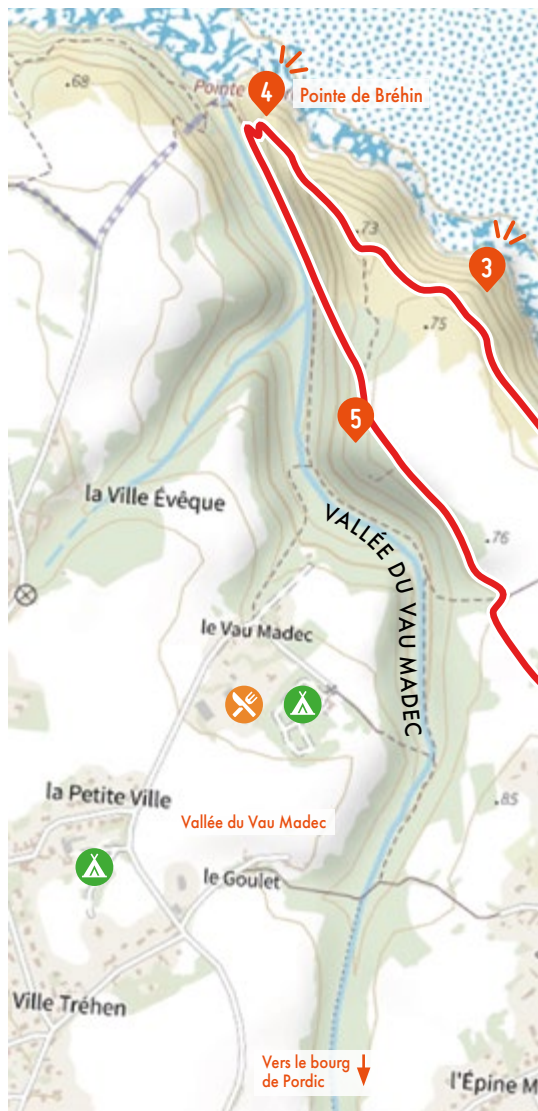 .68
Pointe
4
Pointe de Bréhin
3
.73
.75
5
la Ville Évêque
VALLÉE DU VAU MADEC
.76
le Vau Madec
la Petite Ville
.85
Vallée du Vau Madec
le Goulet
Ville Tréhen
Vers le bourg
de Pordic
l'Épine M